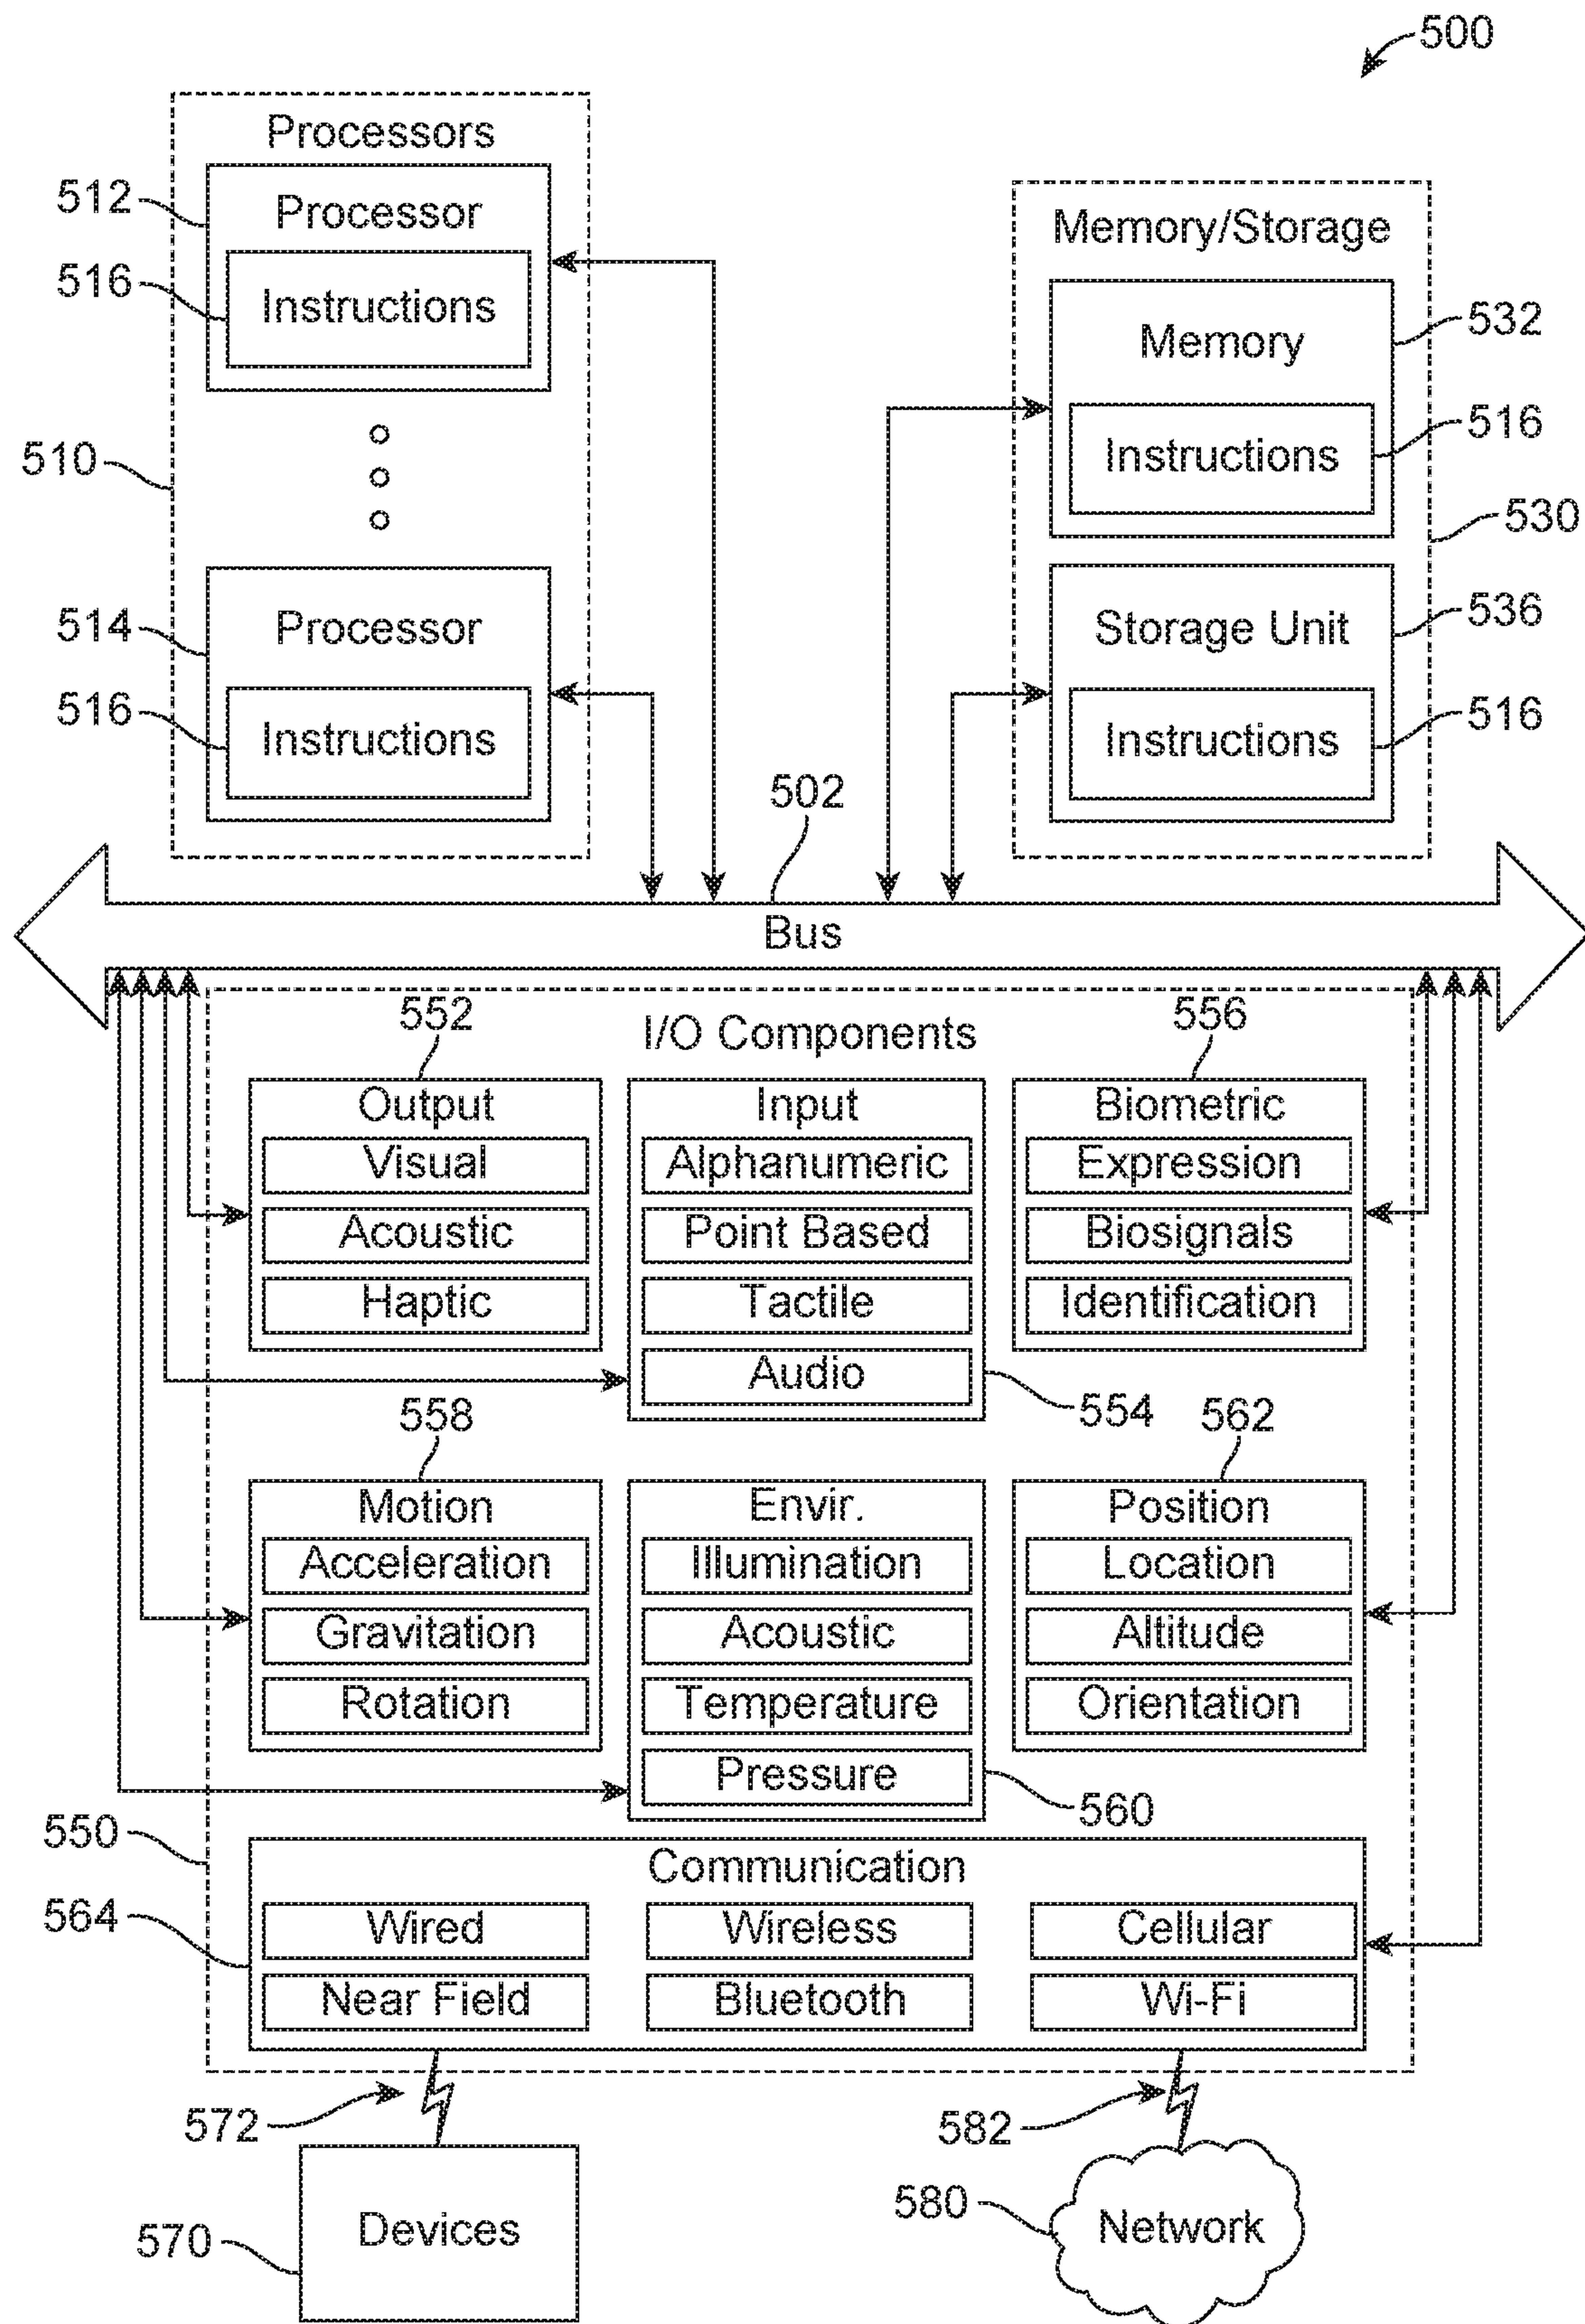 500
Processors
512
Processor
516
Instructions
510
514
Processor
516
Instructions
Memory/Storage
532
Memory
516
Instructions
530
536
Storage Unit
516
Instructions
502
Bus
I/O Components
552
Output
Visual
Acoustic
Haptic
Input
Alphanumeric
Point Based
Tactile
Audio
554
556
Biometric
Expression
Biosignals
Identification
558
Motion
Acceleration
Gravitation
Rotation
Envir.
Illumination
Acoustic
Temperature
Pressure
560
562
Position
Location
Altitude
Orientation
550
564
Communication
Wired
Wireless
Cellular
Near Field
Bluetooth
Wi-Fi
572
582
570
Devices
580
Network